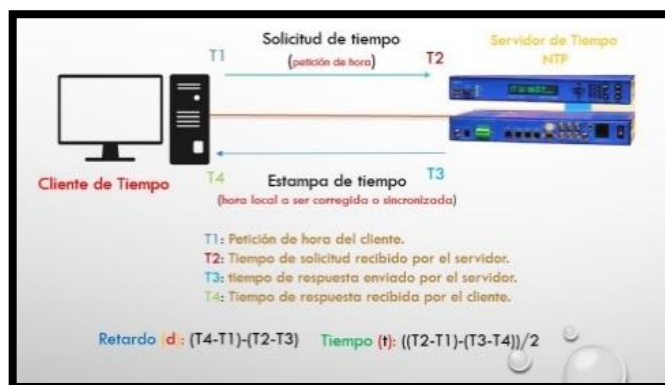 Solicitud de tiempo
(petición de hora)
T1
T2
Servidor de Tiempo
NTP
Cliente de Tiempo
T4
T3
Estampa de tiempo
(hora local a ser corregida o sincronizada)
T1: Petición de hora del cliente.
T2: Tiempo de solicitud recibido por el servidor.
T3: tiempo de respuesta enviado por el servidor.
T4: Tiempo de respuesta recibida por el cliente.
Retardo (d): (T4-T1)-(T2-T3)
Tiempo (t): ((T2-T1)-(T3-T4))/2